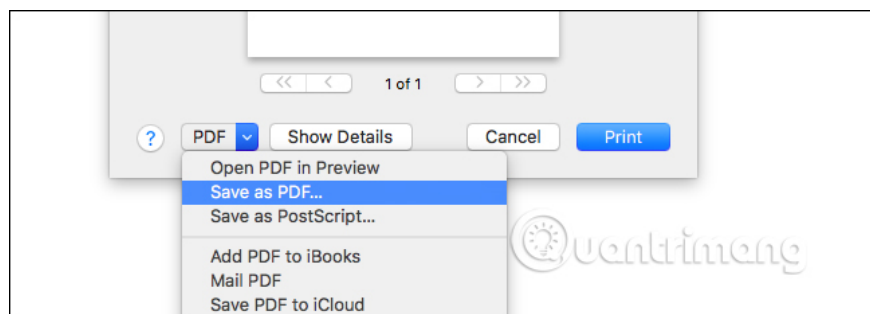 1 of 1
? PDF Show Details Cancel Print
Open PDF in Preview
Save as PDF...
Save as PostScript...
Add PDF to iBooks
Mail PDF
Save PDF to iCloud
Quantrimang